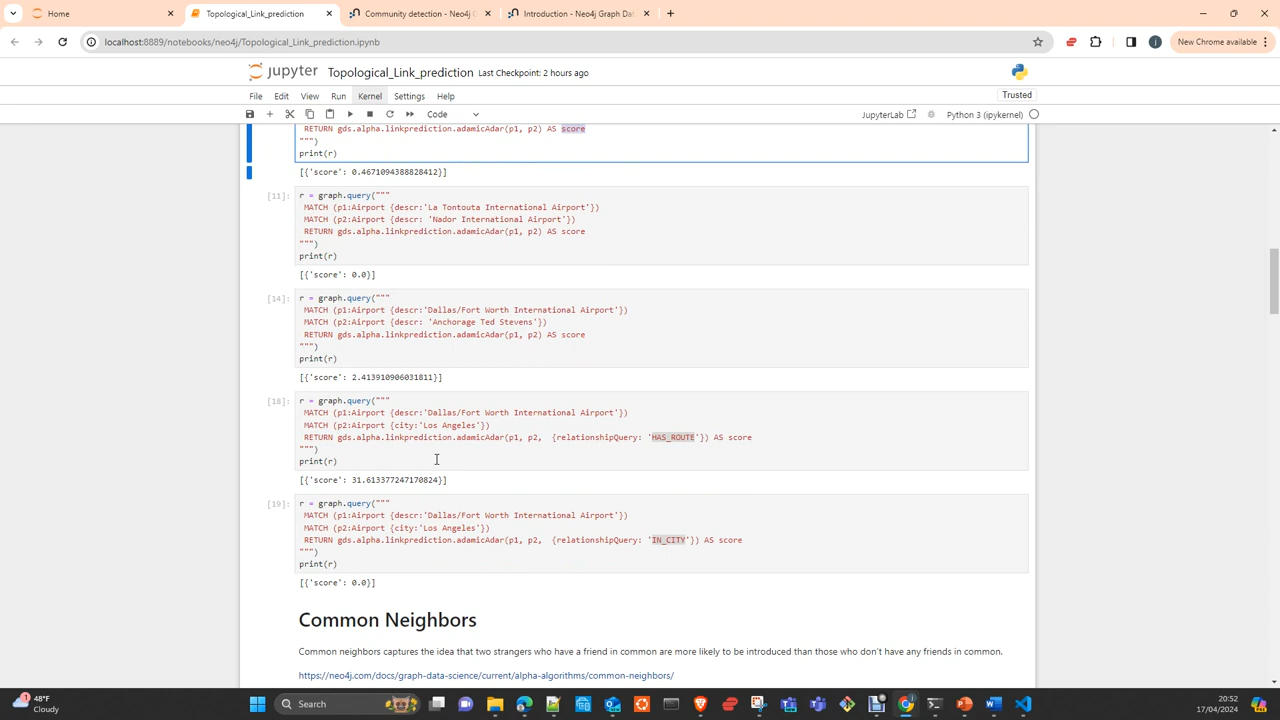 Home
Topological_Link_prediction
Community detection - Neo4j G
Introduction - Neo4j Graph Dat
localhost:8889/notebooks/neo4j/Topological_Link_prediction.ipynb
New Chrome available
jupyter Topological_Link_prediction Last Checkpoint: 2 hours ago
File Edit View Run Kernel Settings Help
Trusted
Code
JupyterLab
Python 3 (ipykernel)
RETURN gds.alpha.linkprediction.adamicAdar(p1, p2) AS score
""")
print(r)
[{'score': 0.4671094388828412}]
[11]: r = graph.query("""
MATCH (p1:Airport {descr:'La Tontouta International Airport'})
MATCH (p2:Airport {descr: 'Nador International Airport'})
RETURN gds.alpha.linkprediction.adamicAdar(p1, p2) AS score
""")
print(r)
[{'score': 0.0}]
[14]: r = graph.query("""
MATCH (p1:Airport {descr:'Dallas/Fort Worth International Airport'})
MATCH (p2:Airport {descr: 'Anchorage Ted Stevens'})
RETURN gds.alpha.linkprediction.adamicAdar(p1, p2) AS score
""")
print(r)
[{'score': 2.413910906031811}]
[18]: r = graph.query("""
MATCH (p1:Airport {descr:'Dallas/Fort Worth International Airport'})
MATCH (p2:Airport {city:'Los Angeles'})
RETURN gds.alpha.linkprediction.adamicAdar(p1, p2, {relationshipQuery: 'HAS_ROUTE'}) AS score
""")
print(r)
[{'score': 31.613377247170824}]
[19]: r = graph.query("""
MATCH (p1:Airport {descr:'Dallas/Fort Worth International Airport'})
MATCH (p2:Airport {city:'Los Angeles'})
RETURN gds.alpha.linkprediction.adamicAdar(p1, p2, {relationshipQuery: 'IN_CITY'}) AS score
""")
print(r)
[{'score': 0.0}]
Common Neighbors
Common neighbors captures the idea that two strangers who have a friend in common are more likely to be introduced than those who don't have any friends in common.
https://neo4j.com/docs/graph-data-science/current/alpha-algorithms/common-neighbors/
48°F
Cloudy
Search
20:52
17/04/2024